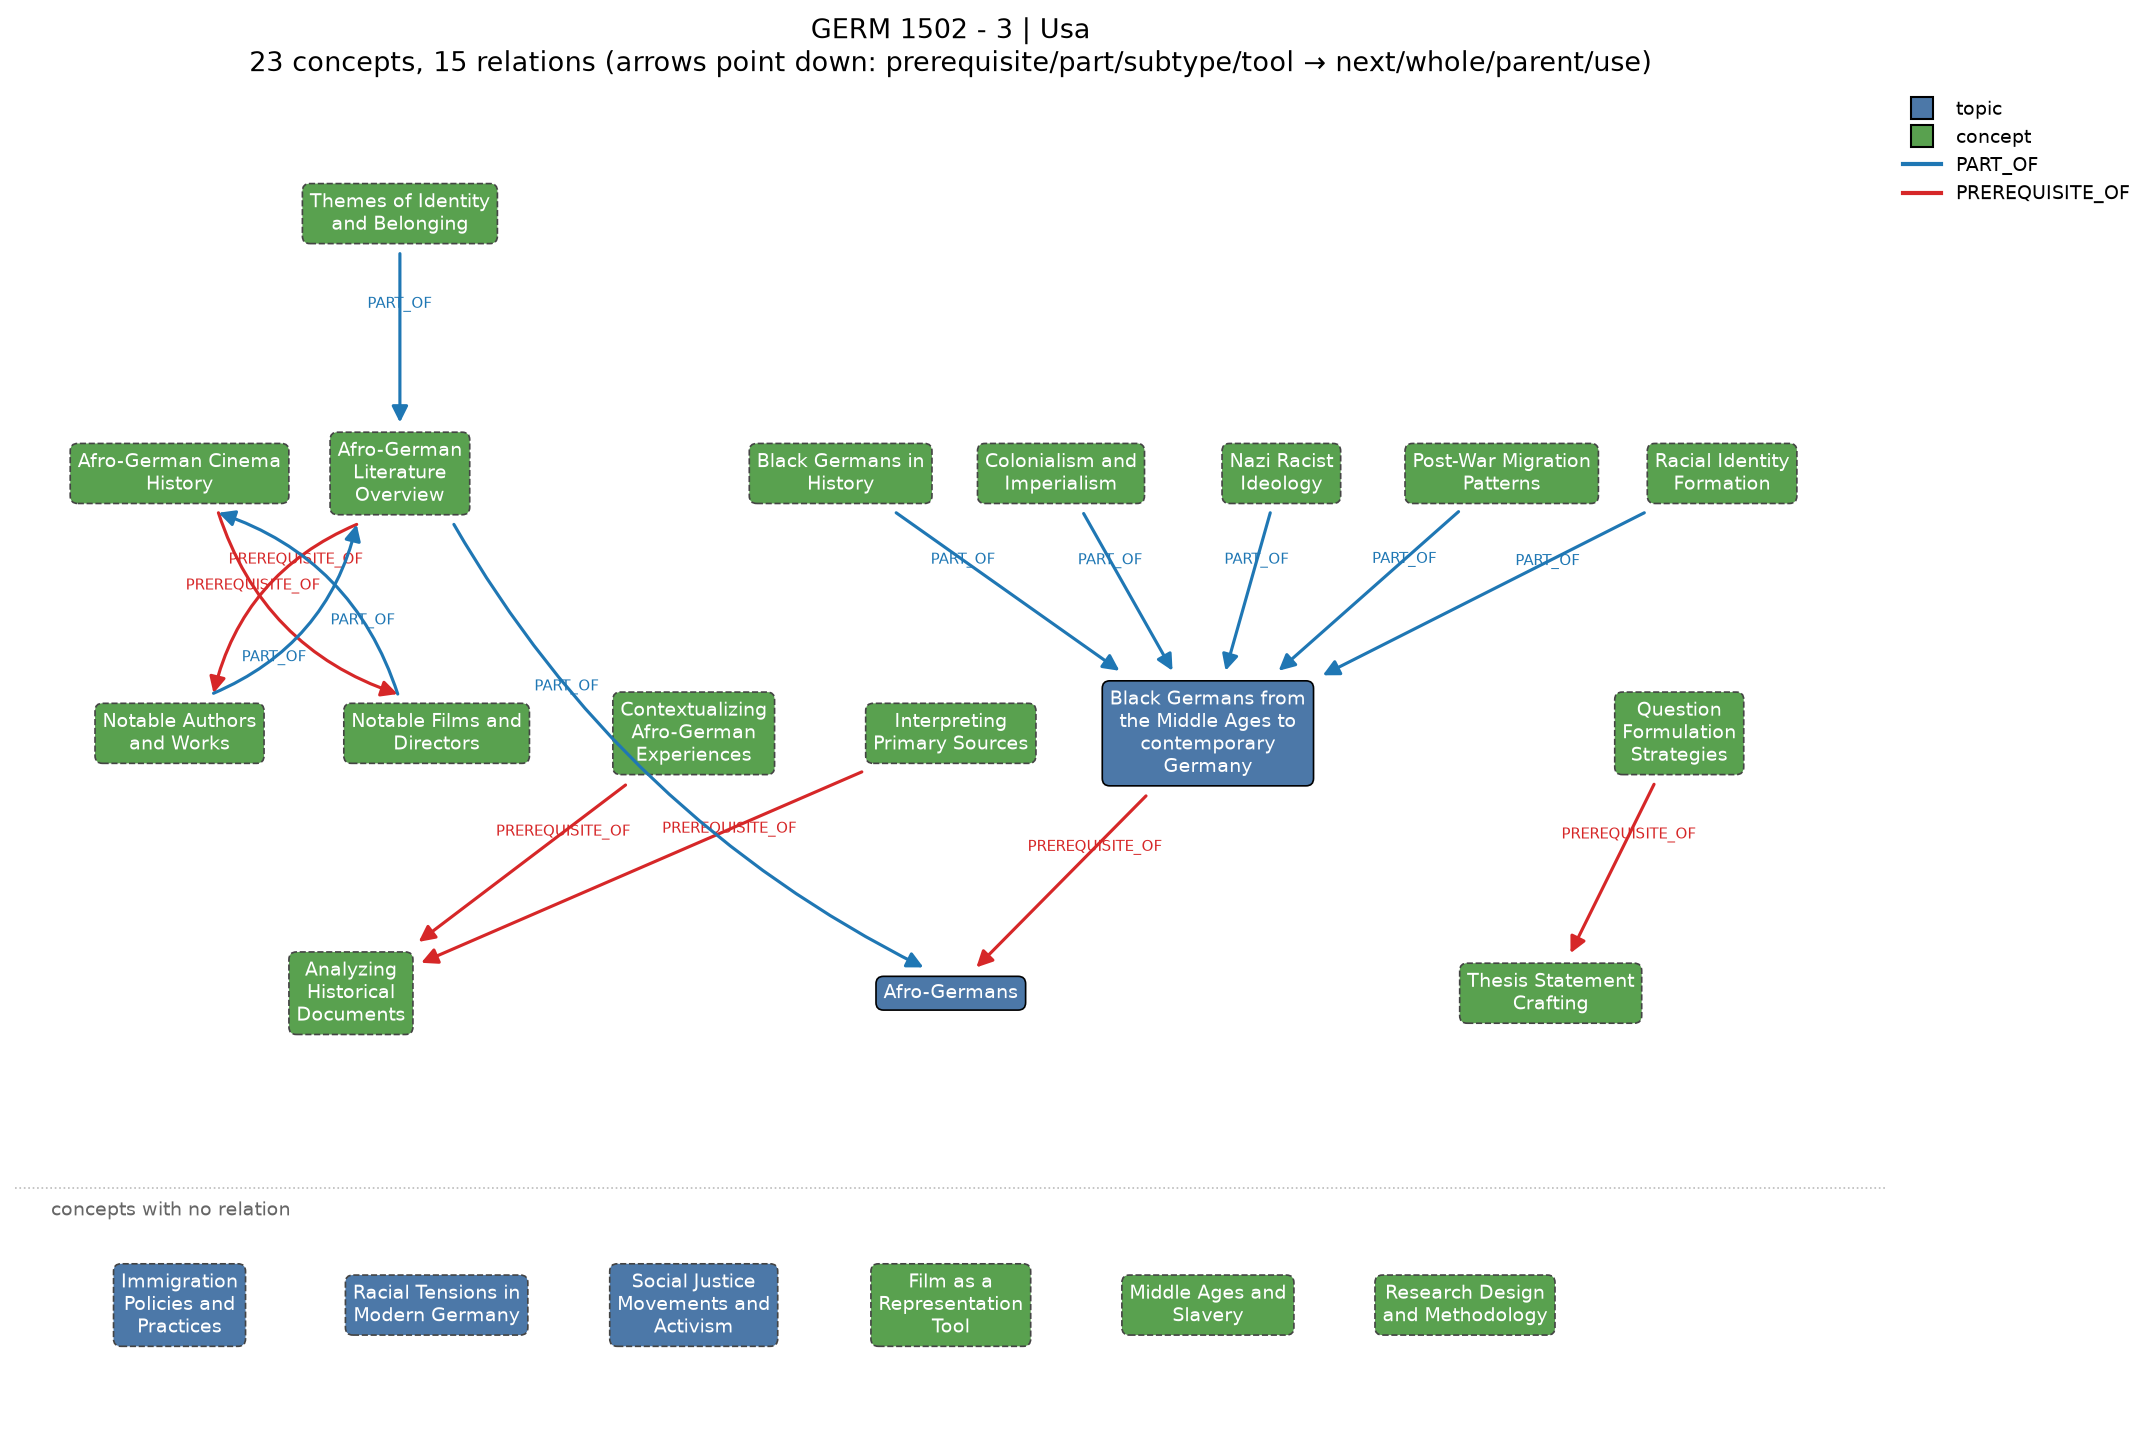 GERM 1502 - 3 | Usa
23 concepts, 15 relations (arrows point down: prerequisite/part/subtype/tool → next/whole/parent/use)
topic
concept
PART_OF
PREREQUISITE_OF
Themes of Identity
and Belonging
PART_OF
Afro-German Cinema
History
Afro-German
Literature
Overview
Black Germans in
History
Colonialism and
Imperialism
Nazi Racist
Ideology
Post-War Migration
Patterns
Racial Identity
Formation
PREREQUISITE_OF
PREREQUISITE_OF
PART_OF
PART_OF
PART_OF
PART_OF
PART_OF
PART_OF
PART_OF
PART_OF
Notable Authors
and Works
Notable Films and
Directors
Contextualizing
Afro-German
Experiences
Interpreting
Primary Sources
Black Germans from
the Middle Ages to
contemporary
Germany
Question
Formulation
Strategies
PREREQUISITE_OF
PREREQUISITE_OF
PREREQUISITE_OF
PREREQUISITE_OF
Analyzing
Historical
Documents
Afro-Germans
Thesis Statement
Crafting
concepts with no relation
Immigration
Policies and
Practices
Racial Tensions in
Modern Germany
Social Justice
Movements and
Activism
Film as a
Representation
Tool
Middle Ages and
Slavery
Research Design
and Methodology